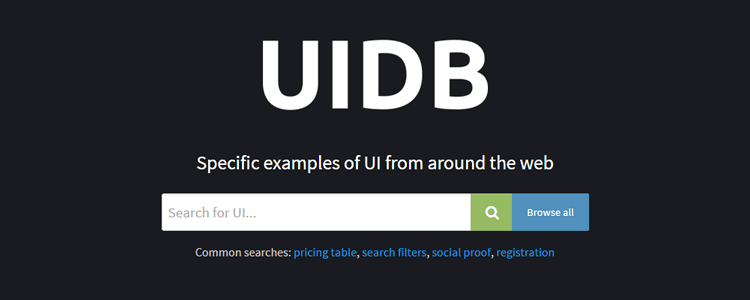 UIDB
Specific examples of UI from around the web
Search for UI... Browse all
Common searches: pricing table, search filters, social proof, registration